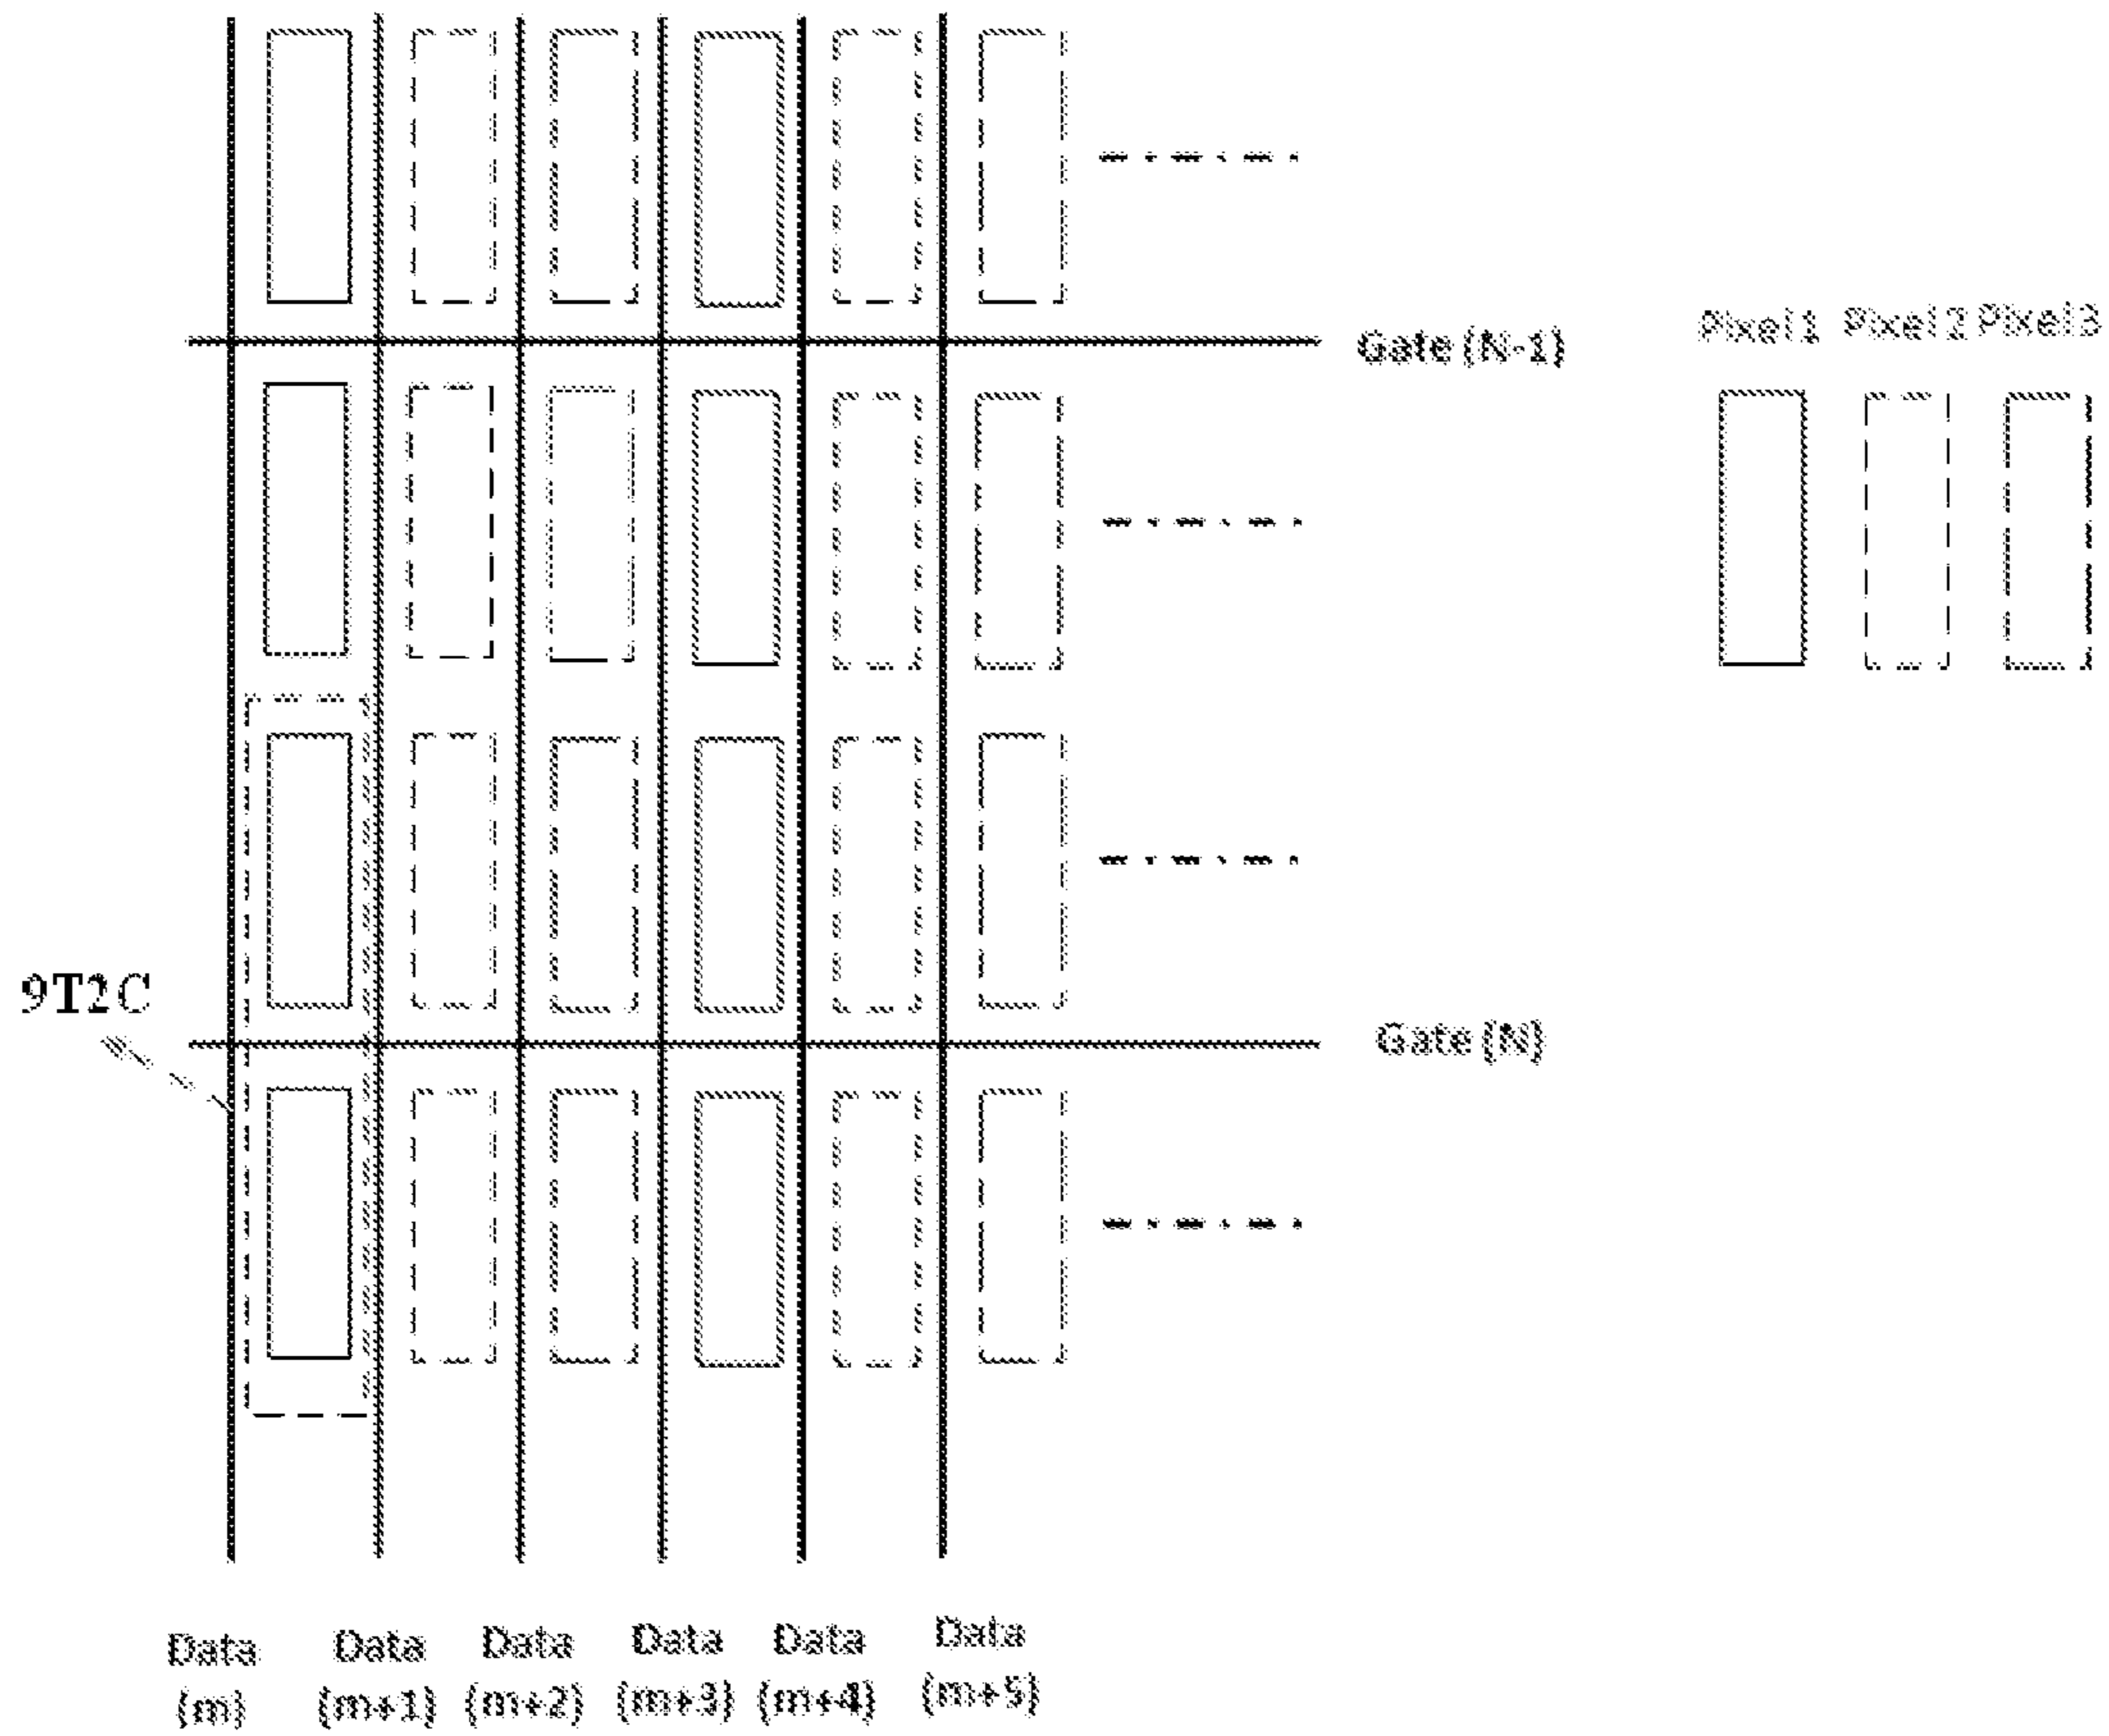 Gate (N-1)
Pixel1 Pixel2 Pixel3
9T2C
Gate (N)
Data Data Data Data Data Data
(m) (m+1) (m+2) (m+3) (m+4) (m+5)